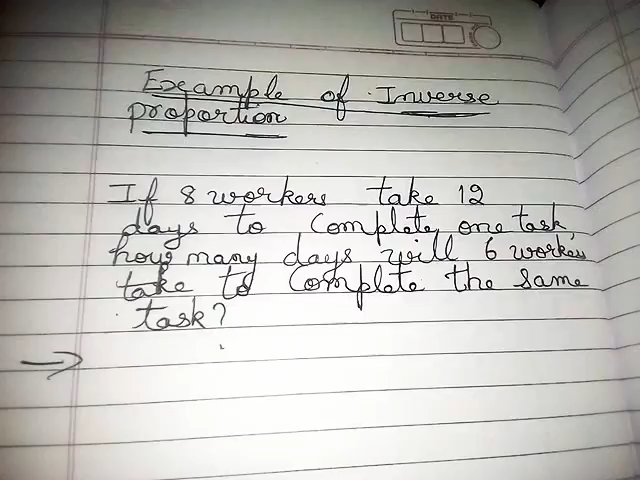 DATE
Example of Inverse
proportion
If 8 workers take 12
days to complete one task,
how many days will 6 workers
take to complete the same
task?